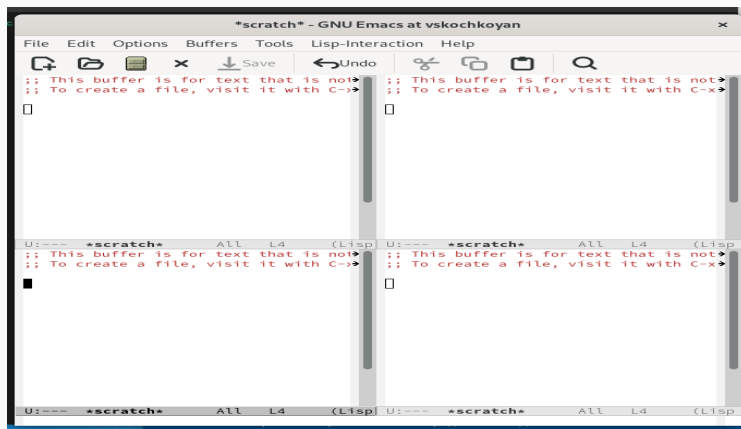 *scratch* - GNU Emacs at vskochkoyan
File Edit Options Buffers Tools Lisp-Interaction Help
Save Undo
;; This buffer is for text that is not
;; To create a file, visit it with C-x
;; This buffer is for text that is not
;; To create a file, visit it with C-x
U:--- *scratch* All L4 (Lisp
U:--- *scratch* All L4 (Lisp
;; This buffer is for text that is not
;; To create a file, visit it with C-x
;; This buffer is for text that is not
;; To create a file, visit it with C-x
U:--- *scratch* All L4 (Lisp
U:--- *scratch* All L4 (Lisp